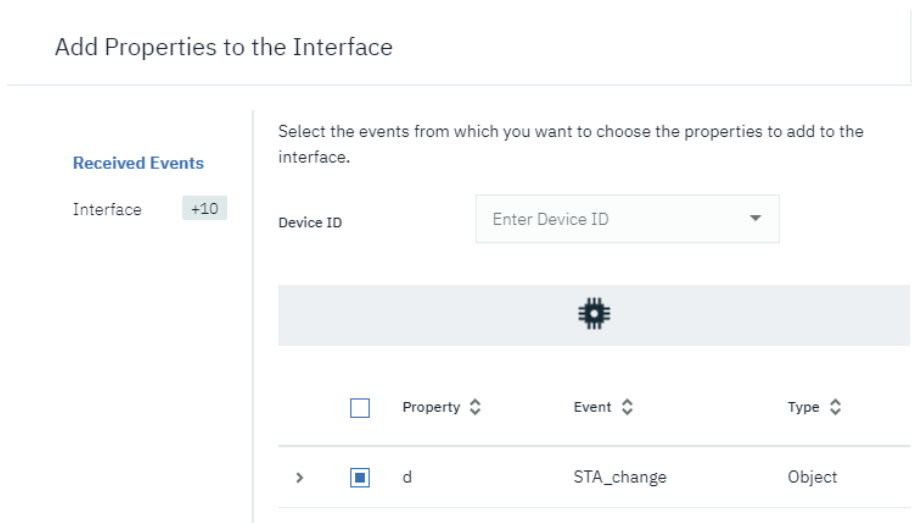 Add Properties to the Interface
Select the events from which you want to choose the properties to add to the
interface.
Received Events
Interface +10
Device ID Enter Device ID
Property Event Type
d STA_change Object